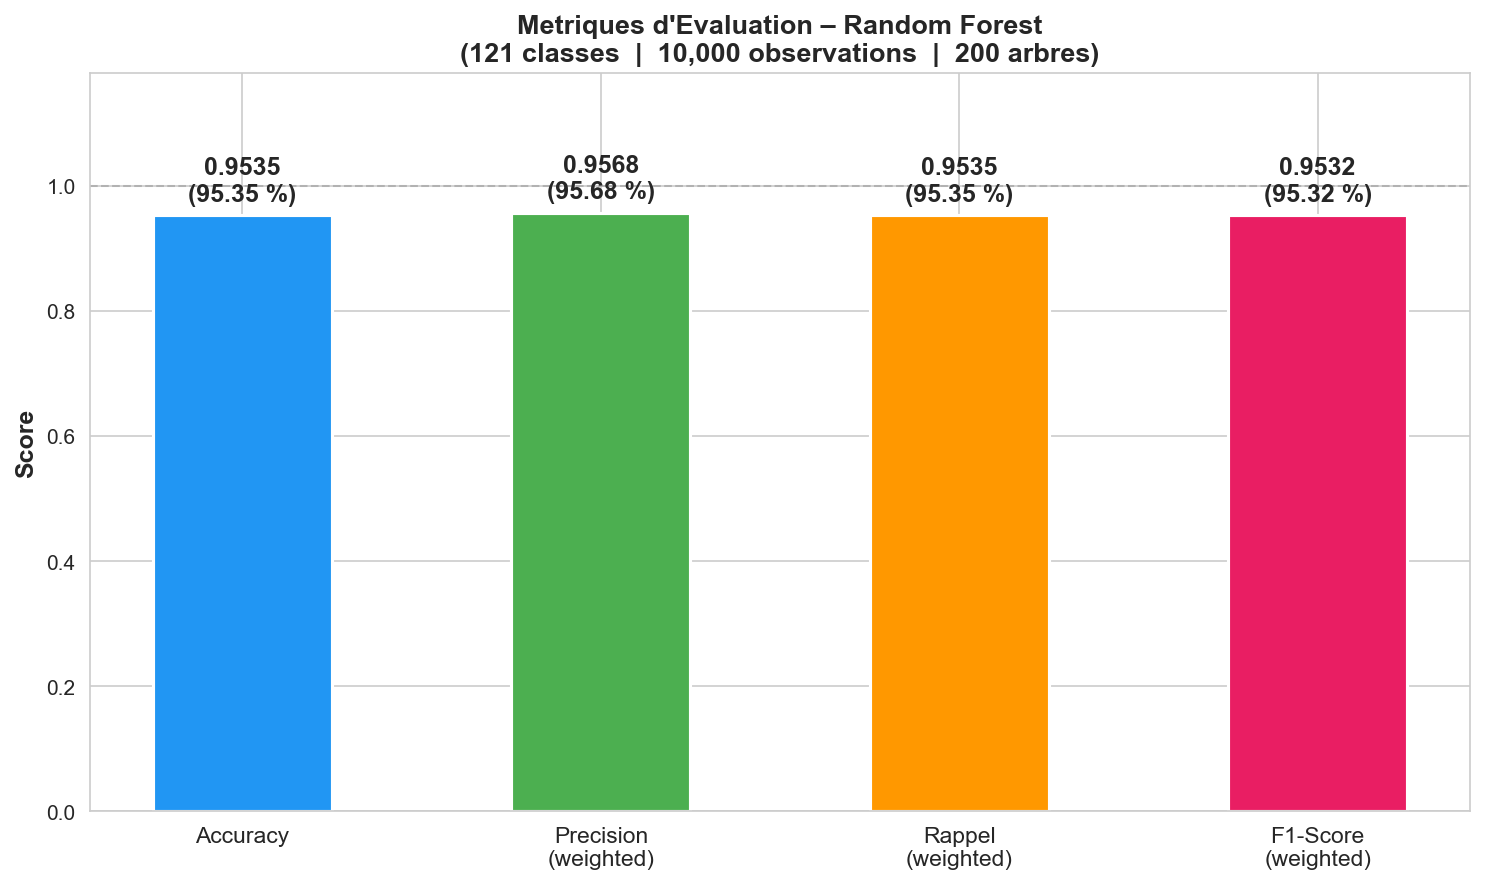 Metriques d'Evaluation – Random Forest
(121 classes | 10,000 observations | 200 arbres)
0.9535
(95.35 %)
0.9568
(95.68 %)
0.9535
(95.35 %)
0.9532
(95.32 %)
1.0
0.8
0.6
0.4
0.2
0.0
Score
Accuracy
Precision
(weighted)
Rappel
(weighted)
F1-Score
(weighted)